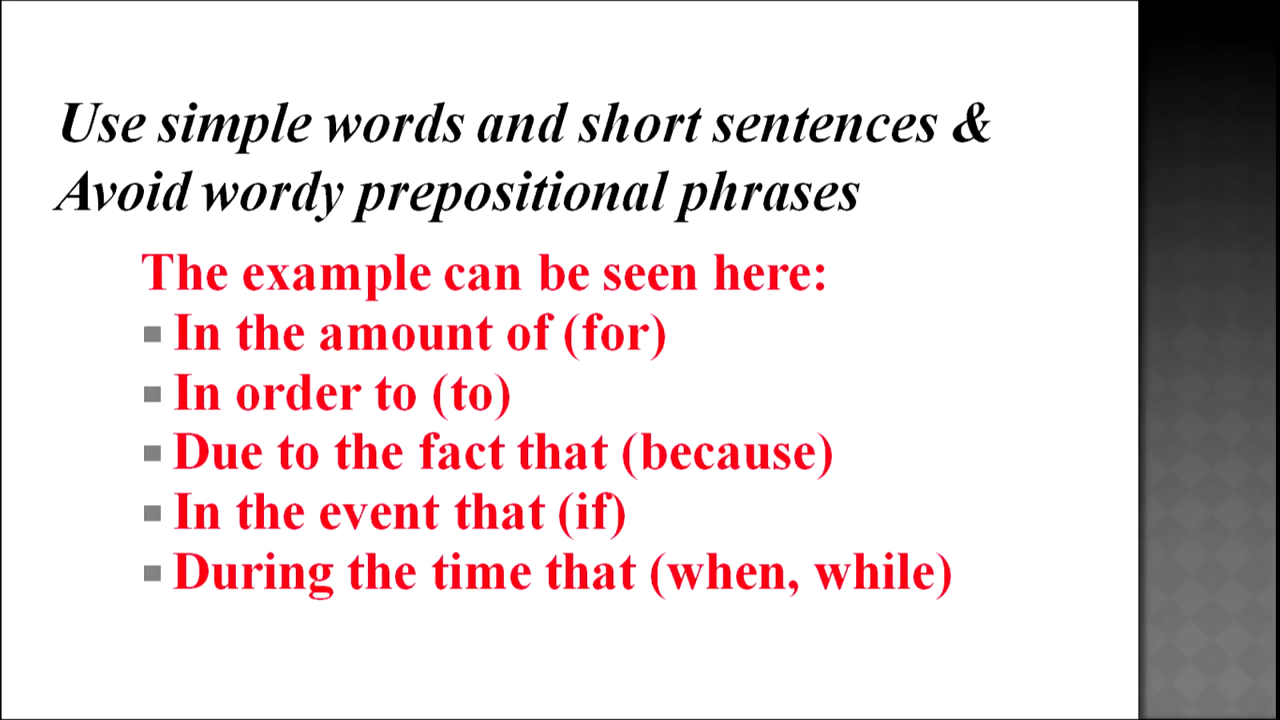 Use simple words and short sentences &
Avoid wordy prepositional phrases
The example can be seen here:
In the amount of (for)
In order to (to)
Due to the fact that (because)
In the event that (if)
During the time that (when, while)